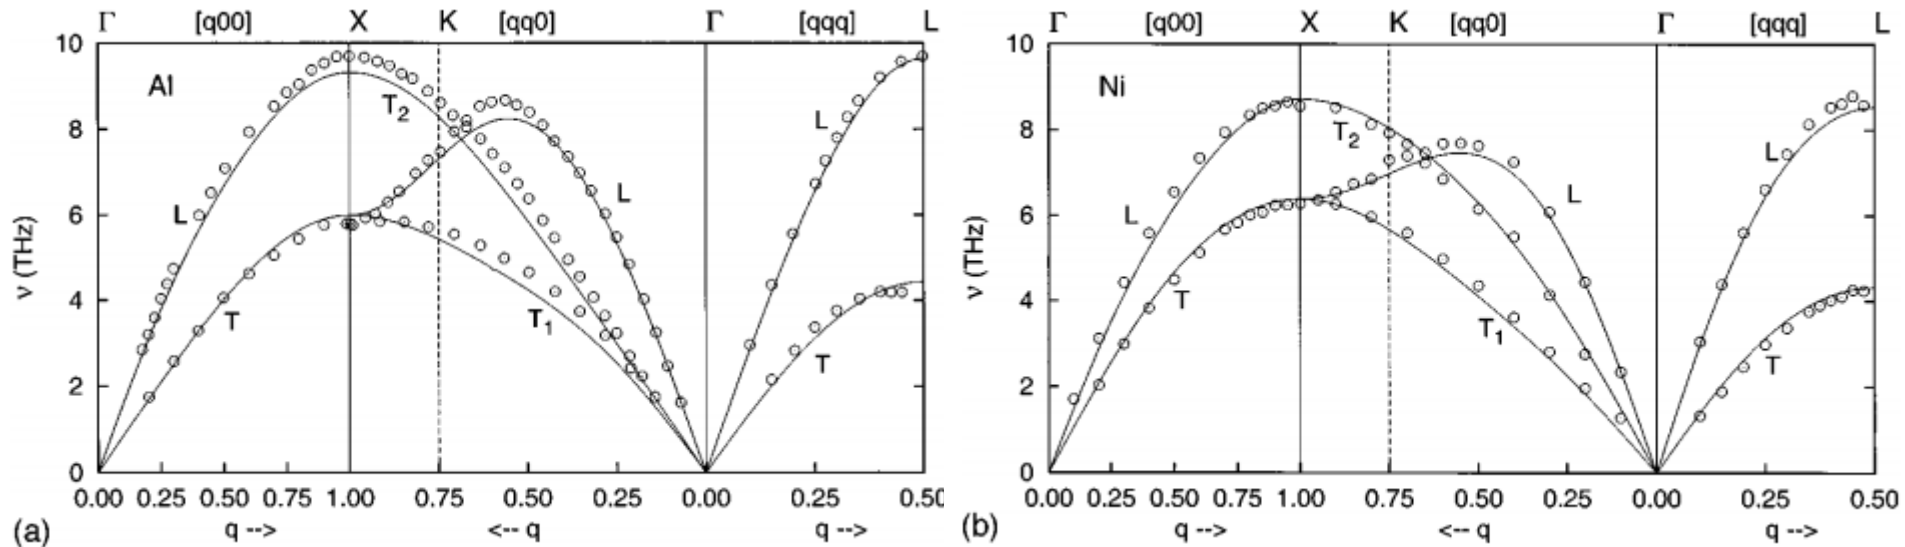 Γ [q00] X K [qq0] Γ [qqq] L
10
8
6
4
2
0
ν (THz)
Al
L
T
T2
T1
L
L
T
0.00 0.25 0.50 0.75 1.00 0.75 0.50 0.25 0.00 0.25 0.50
(a) q --> <-- q q -->
Γ [q00] X K [qq0] Γ [qqq] L
10
8
6
4
2
0
ν (THz)
Ni
L
T
T2
T1
L
L
T
0.00 0.25 0.50 0.75 1.00 0.75 0.50 0.25 0.00 0.25 0.50
(b) q --> <-- q q -->